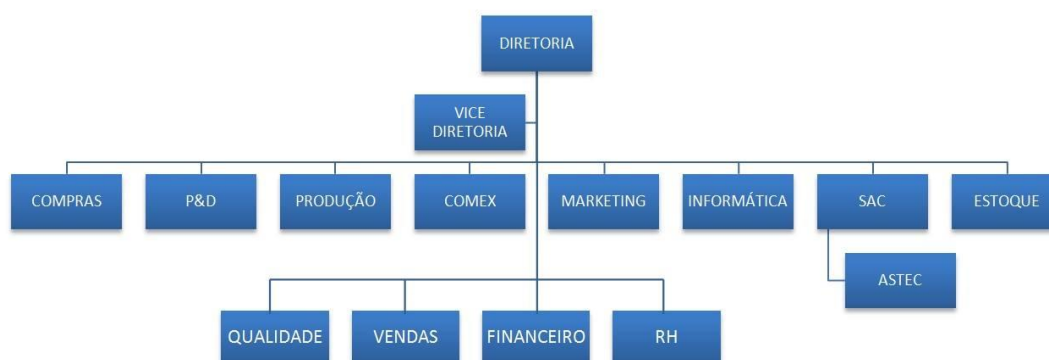 DIRETORIA
VICE
DIRETORIA
COMPRAS
P&D
PRODUÇÃO
COMEX
MARKETING
INFORMÁTICA
SAC
ESTOQUE
ASTEC
QUALIDADE
VENDAS
FINANCEIRO
RH